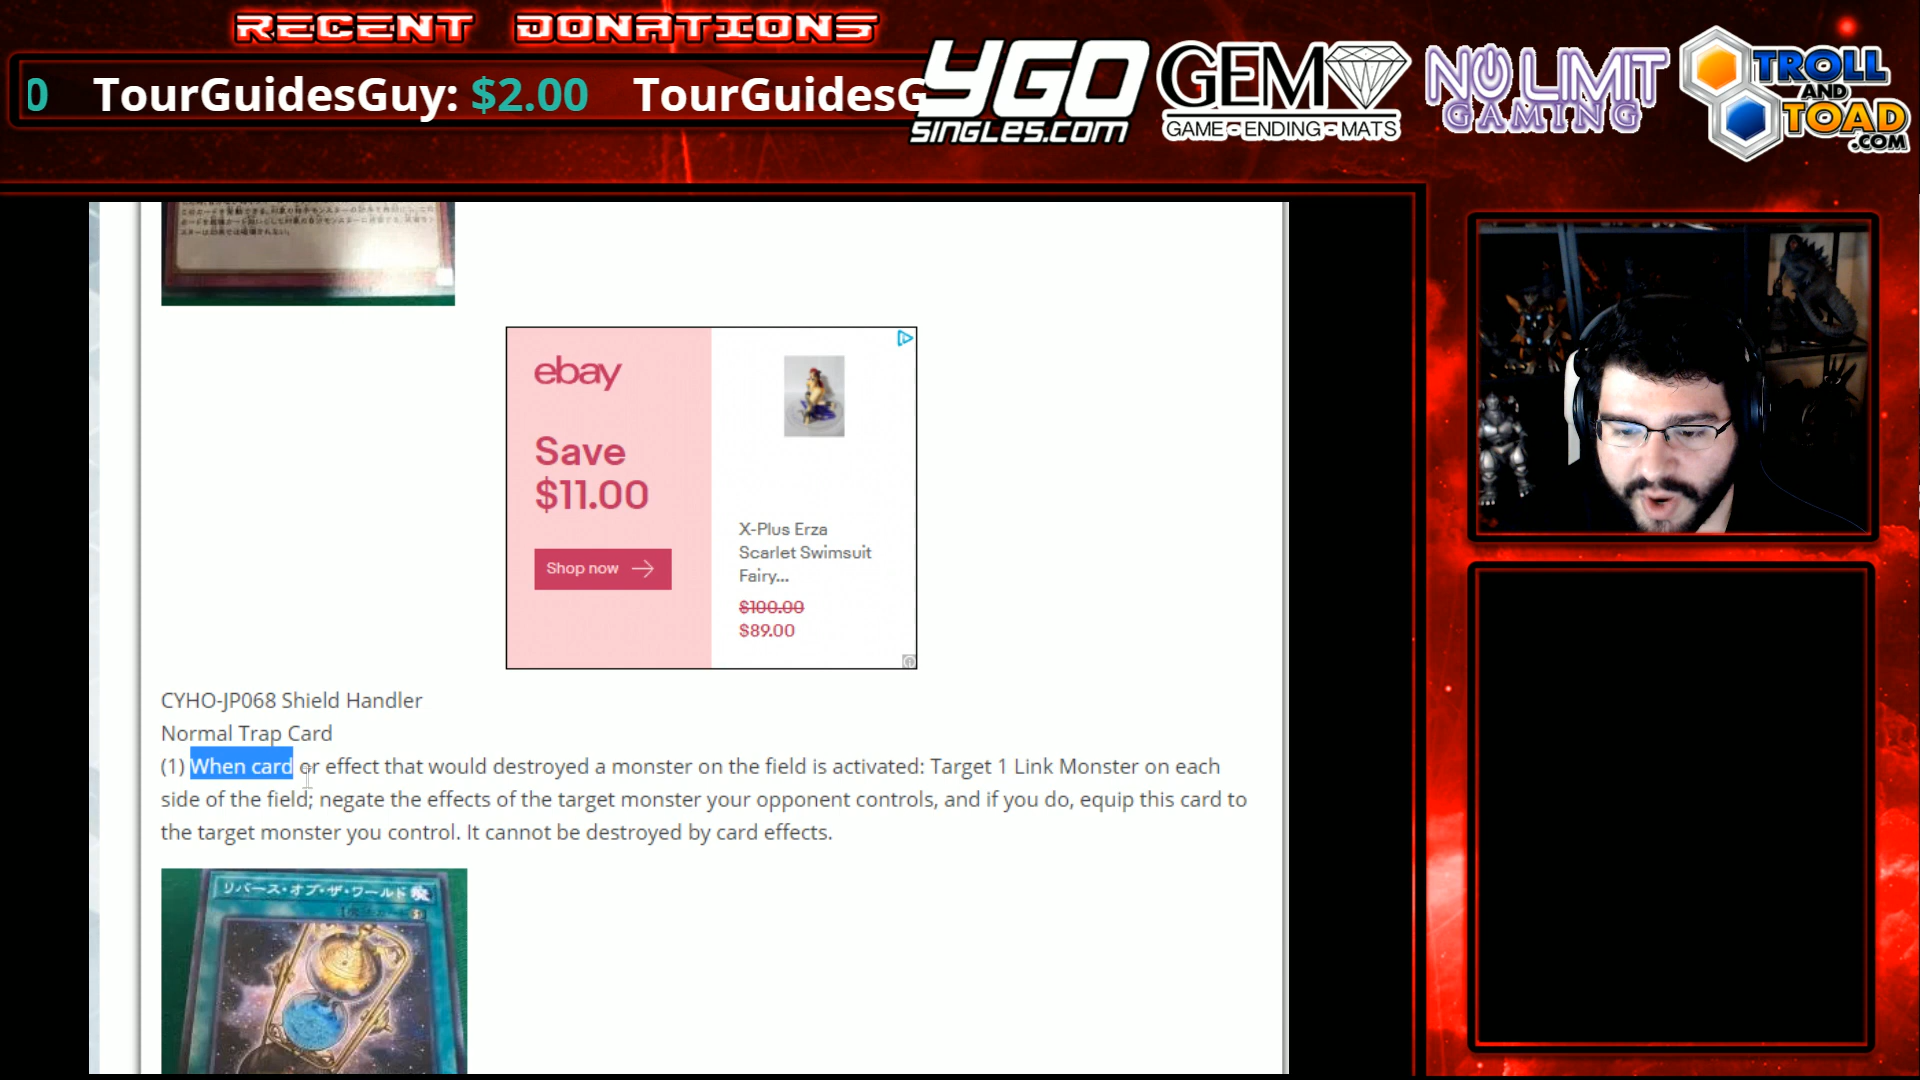 RECENT DONATIONS
0 TourGuidesGuy: $2.00 TourGuidesG
YGO
SINGLES.COM
GEM
GAME-ENDING-MATS
NO LIMIT
GAMING
TROLL
AND
TOAD
.COM
ebay
Save
$11.00
Shop now
X-Plus Erza
Scarlet Swimsuit
Fairy...
$100.00
$89.00
CYHO-JP068 Shield Handler
Normal Trap Card
(1) When card or effect that would destroyed a monster on the field is activated: Target 1 Link Monster on each
side of the field; negate the effects of the target monster your opponent controls, and if you do, equip this card to
the target monster you control. It cannot be destroyed by card effects.
リバース・オブ・ザ・ワールド